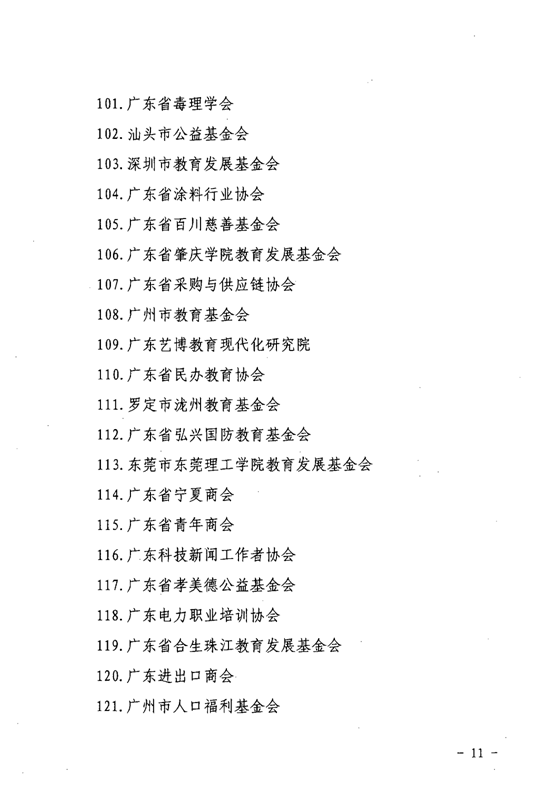 101.广东省毒理学会
102.汕头市公益基金会
103.深圳市教育发展基金会
104.广东省涂料行业协会
105.广东省百川慈善基金会
106.广东省肇庆学院教育发展基金会
107.广东省采购与供应链协会
108.广州市教育基金会
109.广东艺博教育现代化研究院
110.广东省民办教育协会
111.罗定市泷州教育基金会
112.广东省弘兴国防教育基金会
113.东莞市东莞理工学院教育发展基金会
114.广东省宁夏商会
115.广东省青年商会
116.广东科技新闻工作者协会
117.广东省孝美德公益基金会
118.广东电力职业培训协会
119.广东省合生珠江教育发展基金会
120.广东进出口商会
121.广州市人口福利基金会
- 11 -